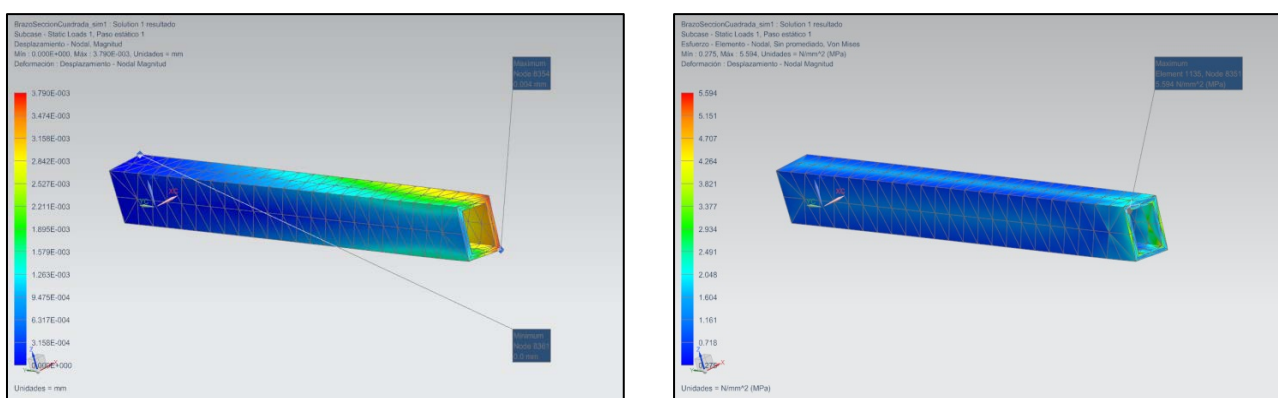 BrazoSeccionCuadrada_sim1 : Solution 1 resultado
Subcase - Static Loads 1, Paso estático 1
Desplazamiento - Nodal, Magnitud
Mín : 0.000E+000, Máx : 3.790E-003, Unidades = mm
Deformación : Desplazamiento - Nodal Magnitud
Maximum
Node 8354
0.004 mm
3.790E-003
3.474E-003
3.158E-003
2.842E-003
2.527E-003
2.211E-003
1.895E-003
1.579E-003
1.263E-003
9.475E-004
6.317E-004
3.158E-004
0.000E+000
XC
YC
Minimum
Node 8361
0.0 mm
Z
X
Y
Unidades = mm
BrazoSeccionCuadrada_sim1 : Solution 1 resultado
Subcase - Static Loads 1, Paso estático 1
Esfuerzo - Elemento - Nodal, Sin promediado, Von Mises
Mín : 0.275, Máx : 5.594, Unidades = N/mm^2 (MPa)
Deformación : Desplazamiento - Nodal Magnitud
Maximum
Element 1135, Node 8351
5.594 N/mm^2 (MPa)
5.594
5.151
4.707
4.264
3.821
3.377
2.934
2.491
2.048
1.604
1.161
0.718
0.275
XC
YC
Z
X
Y
Unidades = N/mm^2 (MPa)